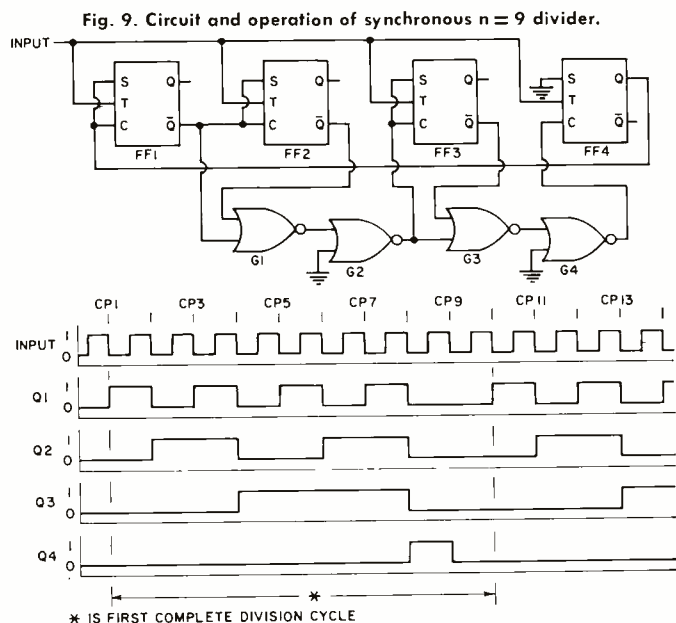 Fig. 9. Circuit and operation of synchronous n = 9 divider.
INPUT
S Q S Q S Q S Q
T T T T
C Q̅ C Q̅ C Q̅ C Q̅
FF1 FF2 FF3 FF4
G1 G2 G3 G4
CP1 CP3 CP5 CP7 CP9 CP11 CP13
INPUT 1 0
Q1 1 0
Q2 1 0
Q3 1 0
Q4 1 0
*
* IS FIRST COMPLETE DIVISION CYCLE